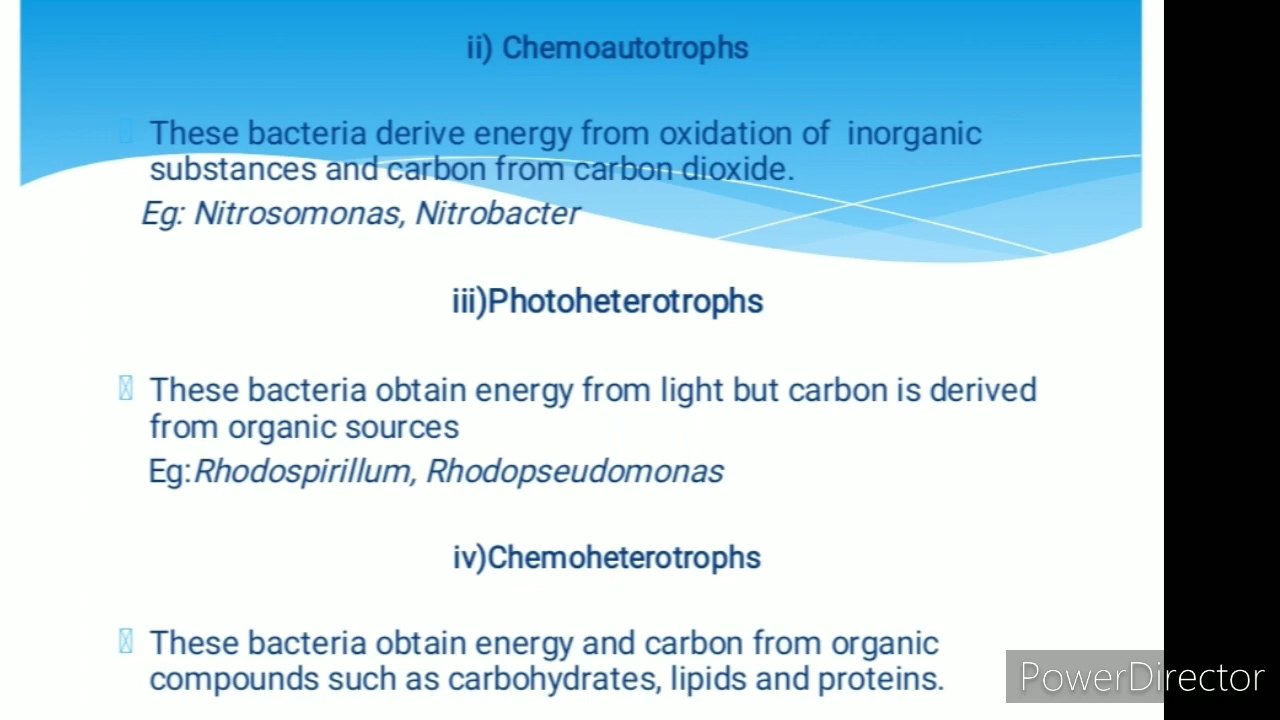 ii) Chemoautotrophs
These bacteria derive energy from oxidation of inorganic
substances and carbon from carbon dioxide.
Eg: Nitrosomonas, Nitrobacter
iii)Photoheterotrophs
These bacteria obtain energy from light but carbon is derived
from organic sources
Eg:Rhodospirillum, Rhodopseudomonas
iv)Chemoheterotrophs
These bacteria obtain energy and carbon from organic
compounds such as carbohydrates, lipids and proteins.
PowerDirector